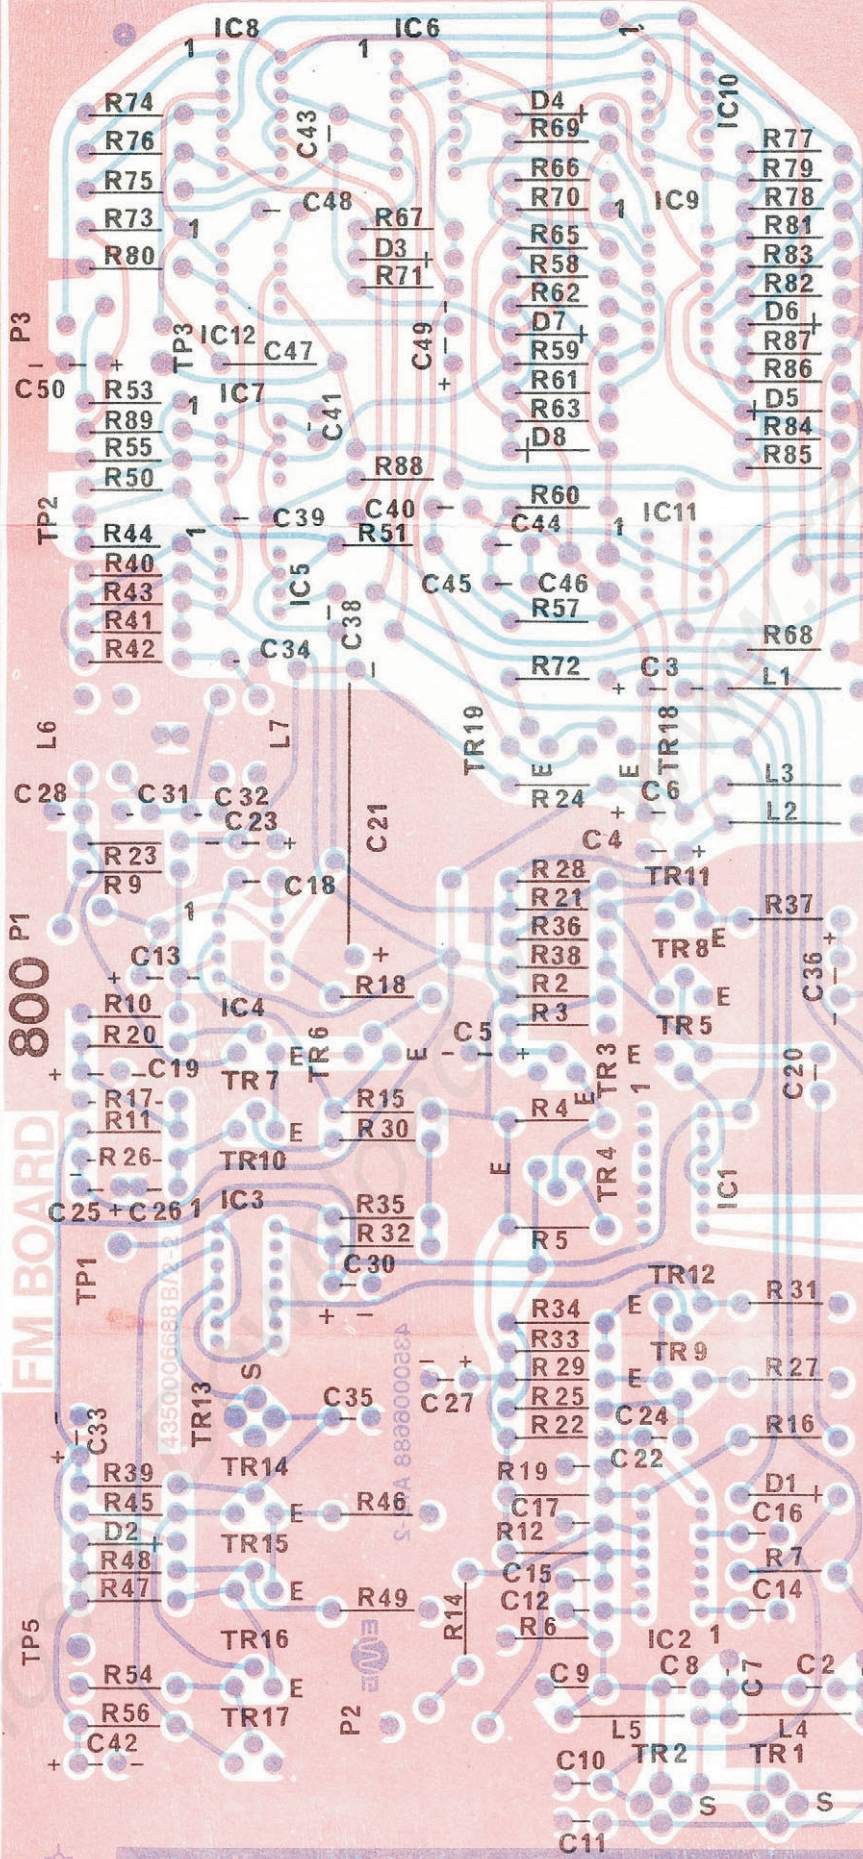 IC8 IC6 1
1 1
R74 D4 + IC10
R76 C43 R69 R77
R75 R66 R79
C48 R70 1 IC9 R78
R73 1 R67 R65 R81
R80 D3 + R58 R83
R71 R62 R82
P3 TP3 IC12 C47 C49 D7 + D6 +
R59 R87
C50 R53 1 IC7 C41 R61 R86
R89 R63 + D5
R55 + D8 R84
R50 R88 R85
TP2 C39 C40 R60 1 IC11
R44 1 R51 C44
R40 IC5 C45 C46
R43 C38 R57
R41
R42 C34 R68
R72 + C3 L1
L6 L7 TR19 TR18
E E L3
C28 C31 C32 R24 C6
C23 + C21 + L2
R23 C4
R9 C18 R28 TR11
1 R21 R37
800 P1 R36 TR8 E
C13 + R38 C36 +
R10 IC4 R18 R2 E
R20 TR6 C5 R3 TR5
+ C19 TR7 E E + TR3 E C20
R17 R15 E 1
R11 E R30 R4
R26 TR10 E TR4 IC1
C25 + C26 1 IC3 R35
FM BOARD R32 R5
TP1 C30 TR12
+ R34 E R31
4350006688B/2-2 R33 TR9
TR13 S C27 + R29 E R27
C33 + C35 R25 C24
4350006688 A/2-2 R22 R16
R39 TR14 R19 C22
R45 E R46 C17 D1 +
D2 + TR15 R12 C16
R48 C15 R7
R47 E R49 R14 C12 C14
TP5 TR16 R6 IC2 1
R54 E C9 C8 C7 C2
R56 TR17 P2 L5 L4
+ C42 TR2 TR1
C10 S S
C11